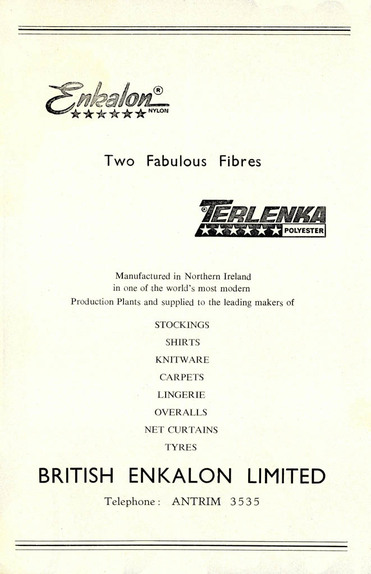 Enkalon®
NYLON
Two Fabulous Fibres
®TERLENKA
POLYESTER
Manufactured in Northern Ireland
in one of the world's most modern
Production Plants and supplied to the leading makers of
STOCKINGS
SHIRTS
KNITWARE
CARPETS
LINGERIE
OVERALLS
NET CURTAINS
TYRES
BRITISH ENKALON LIMITED
Telephone: ANTRIM 3535